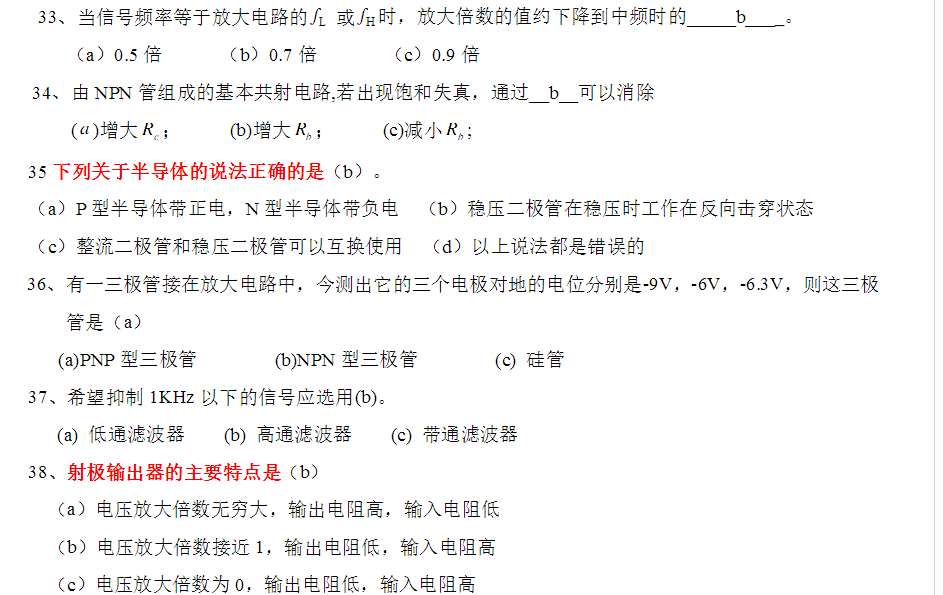 33、当信号频率等于放大电路的fL 或fH时，放大倍数的值约下降到中频时的_____b____。
（a）0.5 倍 （b）0.7 倍 （c）0.9 倍
34、由 NPN 管组成的基本共射电路,若出现饱和失真，通过__b__可以消除
(a)增大Rc； (b)增大Rb； (c)减小Rb;
35 下列关于半导体的说法正确的是（b）。
（a）P 型半导体带正电，N 型半导体带负电 （b）稳压二极管在稳压时工作在反向击穿状态
（c）整流二极管和稳压二极管可以互换使用 （d）以上说法都是错误的
36、有一三极管接在放大电路中，今测出它的三个电极对地的电位分别是-9V，-6V，-6.3V，则这三极
管是（a）
(a)PNP 型三极管 (b)NPN 型三极管 (c) 硅管
37、希望抑制 1KHz 以下的信号应选用(b)。
(a) 低通滤波器 (b) 高通滤波器 (c) 带通滤波器
38、射极输出器的主要特点是（b）
（a）电压放大倍数无穷大，输出电阻高，输入电阻低
（b）电压放大倍数接近 1，输出电阻低，输入电阻高
（c）电压放大倍数为 0，输出电阻低，输入电阻高